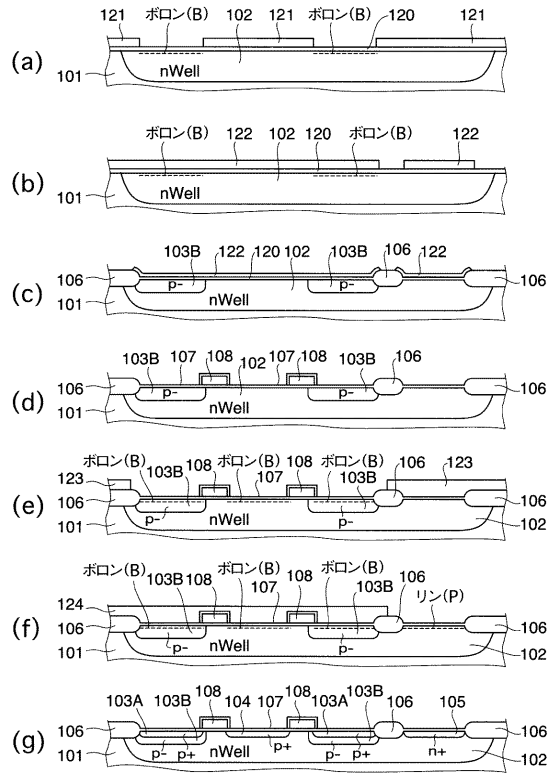 121 ボロン(B) 102 121 ボロン(B) 120 121
(a)
101 nWell
ボロン(B) 122 102 120 ボロン(B) 122
(b)
101 nWell
103B 122 120 102 103B 106 122
(c) 106 p- p- 106
101 nWell
103B 107 108 102 107 108 103B 106
(d) 106 p- p- 106
101 nWell
ボロン(B) 103B 108 ボロン(B) 107 108 ボロン(B) 103B 106 123
123
(e) 106 106
101 p- nWell p- 102
ボロン(B) 103B 108 ボロン(B) 107 108 ボロン(B) 103B 106 リン(P)
124
(f) 106 106
101 p- nWell p- 102
103A 103B 108 104 107 108 103A 103B 106 105
(g) 106 106
101 p- p+ nWell p+ p- p+ n+ 102